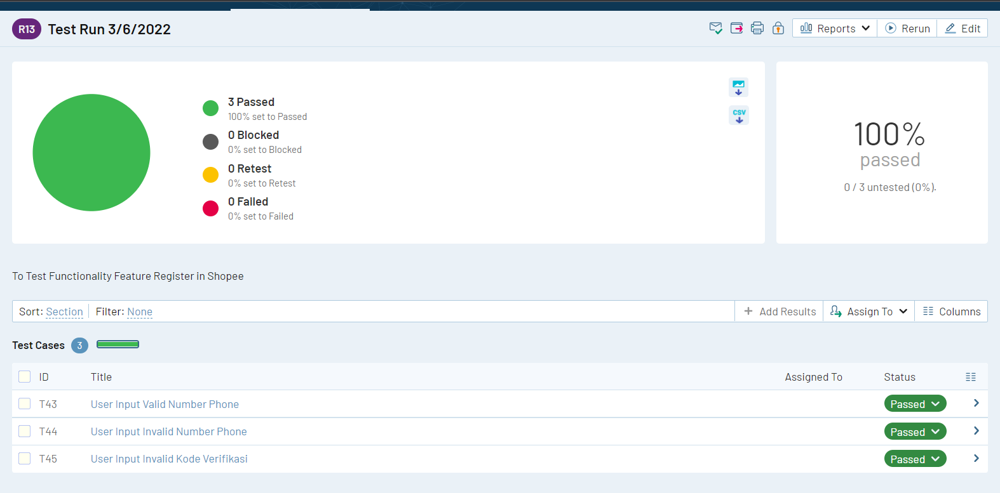 R13 Test Run 3/6/2022 Reports Rerun Edit
3 Passed
100% set to Passed
0 Blocked
0% set to Blocked
0 Retest
0% set to Retest
0 Failed
0% set to Failed
CSV
100%
passed
0 / 3 untested (0%).
To Test Functionality Feature Register in Shopee
Sort: Section Filter: None + Add Results Assign To Columns
Test Cases 3
ID Title Assigned To Status
T43 User Input Valid Number Phone Passed
T44 User Input Invalid Number Phone Passed
T45 User Input Invalid Kode Verifikasi Passed